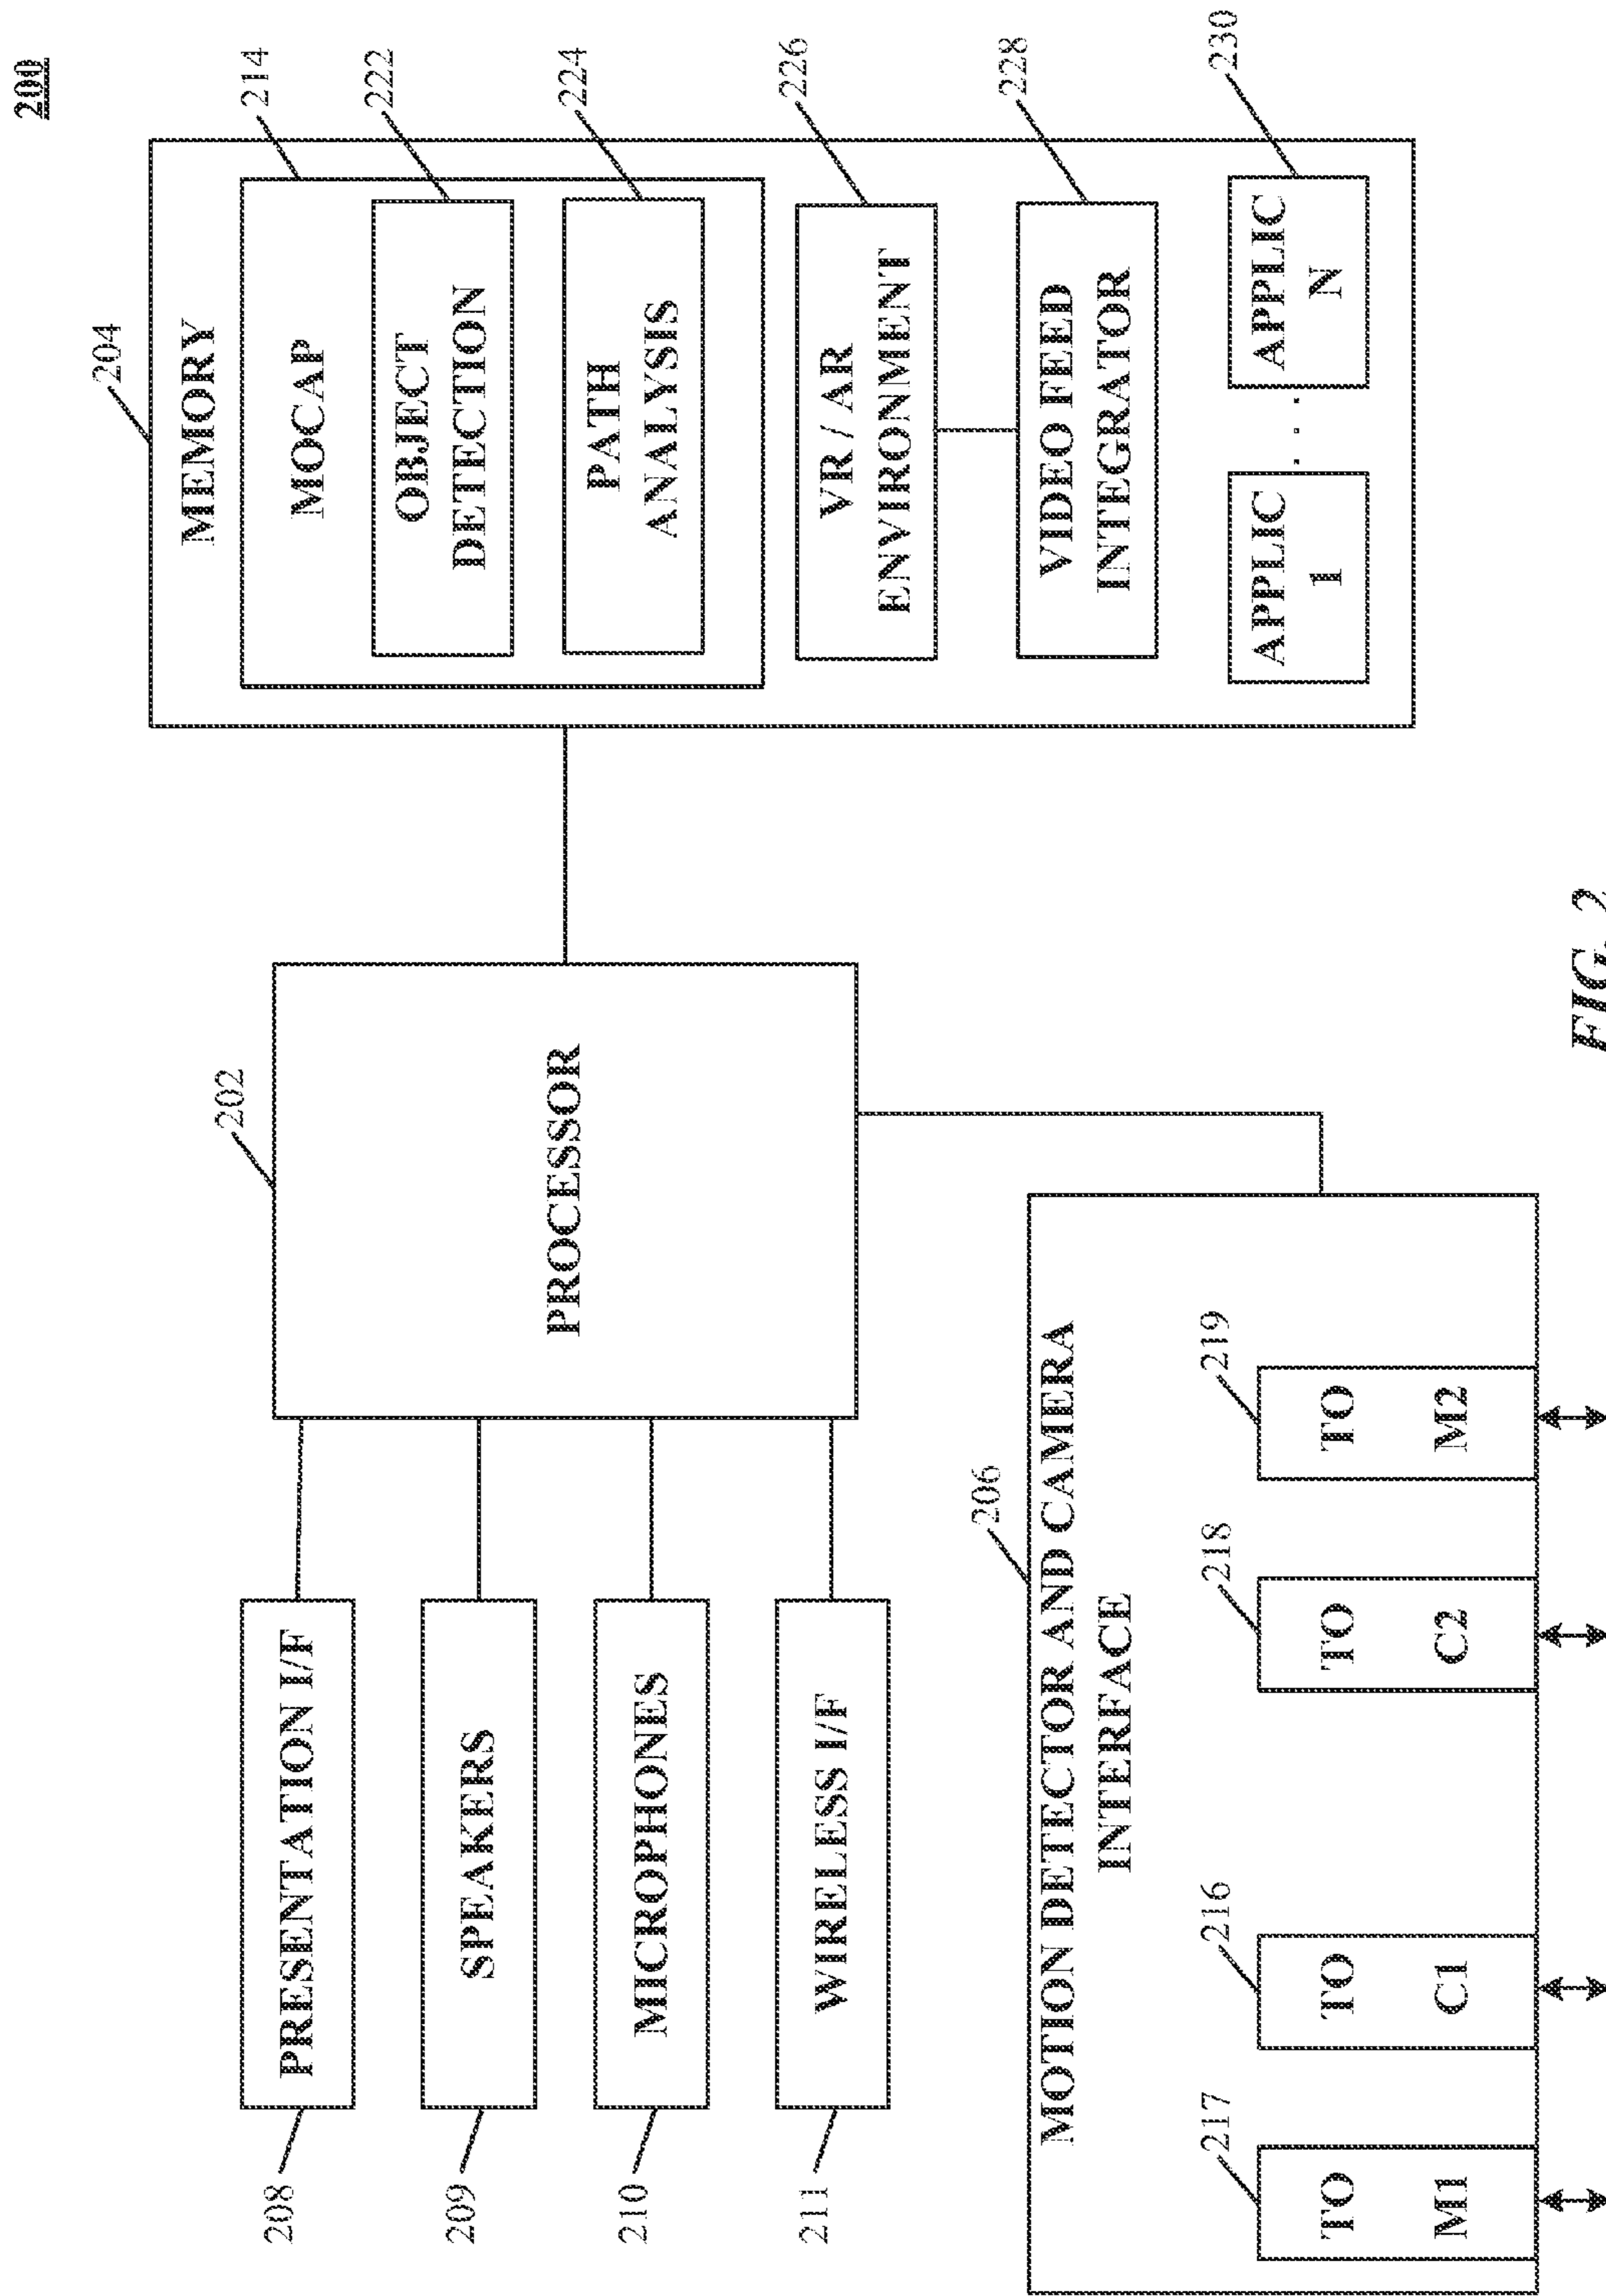 200
204
MEMORY
214
MOCAP
222
OBJECT
DETECTION
224
PATH
ANALYSIS
226
VR / AR
ENVIRONMENT
228
VIDEO FEED
INTEGRATOR
230
APPLIC
1
. . .
APPLIC
N
202
PROCESSOR
208
PRESENTATION I/F
209
SPEAKERS
210
MICROPHONES
211
WIRELESS I/F
206
MOTION DETECTOR AND CAMERA
INTERFACE
217
TO
M1
216
TO
C1
218
TO
C2
219
TO
M2
FIG. 2